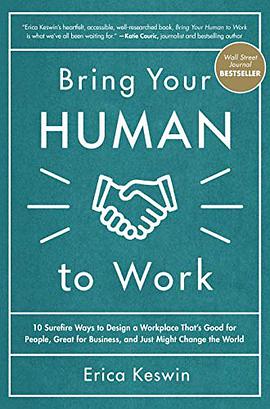 "Erica Keswin's heartfelt, accessible, well-researched book, Bring Your Human to Work
is what we've all been waiting for." —Katie Couric, journalist and bestselling author
Wall Street
Journal
BESTSELLER
Bring Your
HUMAN
to Work
10 Surefire Ways to Design a Workplace That's Good for
People, Great for Business, and Just Might Change the World
Erica Keswin